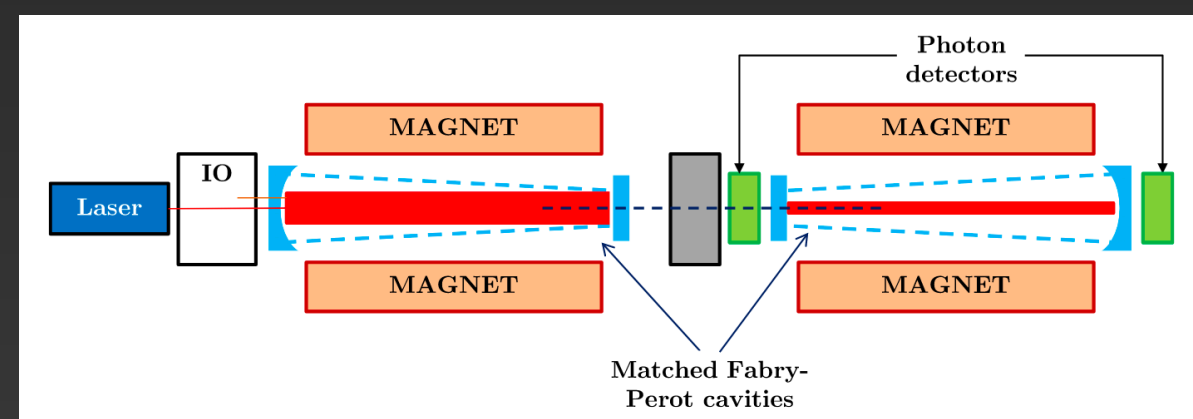 Photon
detectors
MAGNET
MAGNET
IO
Laser
MAGNET
MAGNET
Matched Fabry-
Perot cavities